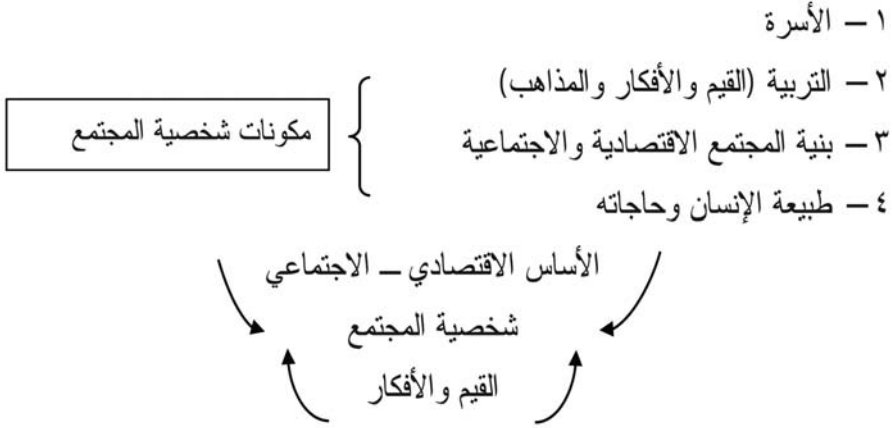 ١ – الأسرة
٢ – التربية (القيم والأفكار والمذاهب)
٣ – بنية المجتمع الاقتصادية والاجتماعية
٤ – طبيعة الإنسان وحاجاته
مكونات شخصية المجتمع
الأساس الاقتصادي – الاجتماعي
شخصية المجتمع
القيم والأفكار